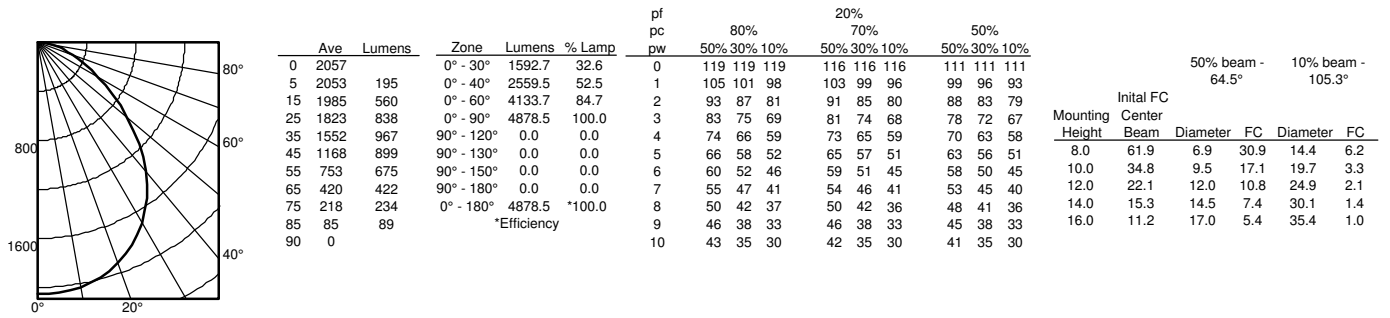 80°
60°
40°
800
1600
0° 20°
Ave Lumens
0 2057
5 2053 195
15 1985 560
25 1823 838
35 1552 967
45 1168 899
55 753 675
65 420 422
75 218 234
85 85 89
90 0
Zone Lumens % Lamp
0° - 30° 1592.7 32.6
0° - 40° 2559.5 52.5
0° - 60° 4133.7 84.7
0° - 90° 4878.5 100.0
90° - 120° 0.0 0.0
90° - 130° 0.0 0.0
90° - 150° 0.0 0.0
90° - 180° 0.0 0.0
0° - 180° 4878.5 *100.0
*Efficiency
pf 20%
pc 80% 70% 50%
pw 50% 30% 10% 50% 30% 10% 50% 30% 10%
0 119 119 119 116 116 116 111 111 111
1 105 101 98 103 99 96 99 96 93
2 93 87 81 91 85 80 88 83 79
3 83 75 69 81 74 68 78 72 67
4 74 66 59 73 65 59 70 63 58
5 66 58 52 65 57 51 63 56 51
6 60 52 46 59 51 45 58 50 45
7 55 47 41 54 46 41 53 45 40
8 50 42 37 50 42 36 48 41 36
9 46 38 33 46 38 33 45 38 33
10 43 35 30 42 35 30 41 35 30
50% beam - 10% beam -
64.5° 105.3°
Inital FC
Mounting Center
Height Beam Diameter FC Diameter FC
8.0 61.9 6.9 30.9 14.4 6.2
10.0 34.8 9.5 17.1 19.7 3.3
12.0 22.1 12.0 10.8 24.9 2.1
14.0 15.3 14.5 7.4 30.1 1.4
16.0 11.2 17.0 5.4 35.4 1.0